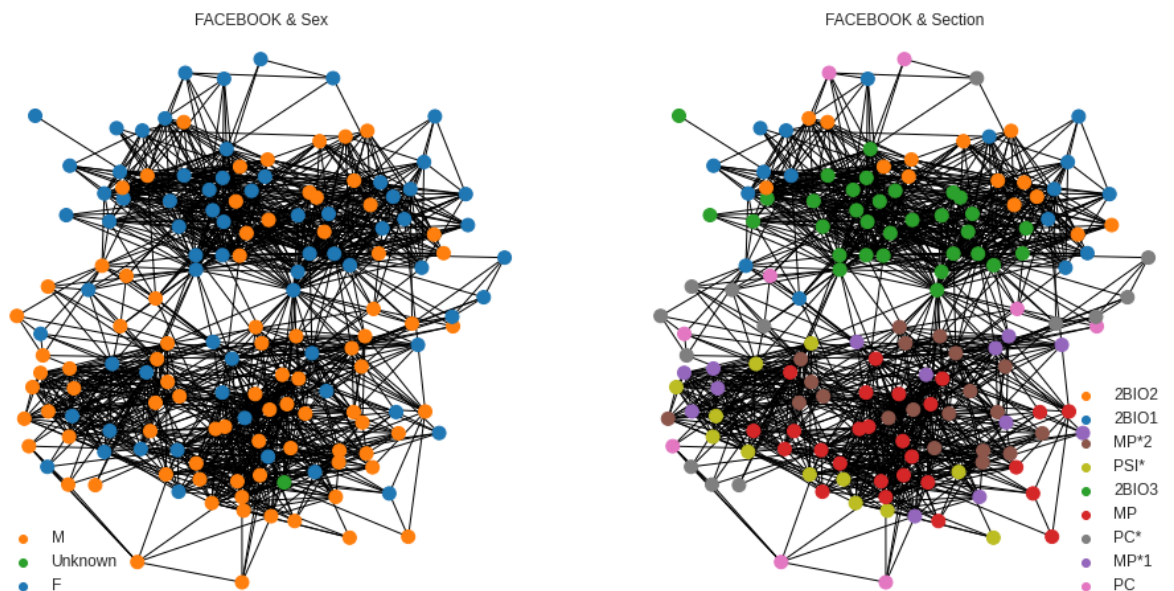 FACEBOOK & Sex
M
Unknown
F
FACEBOOK & Section
2BIO2
2BIO1
MP*2
PSI*
2BIO3
MP
PC*
MP*1
PC